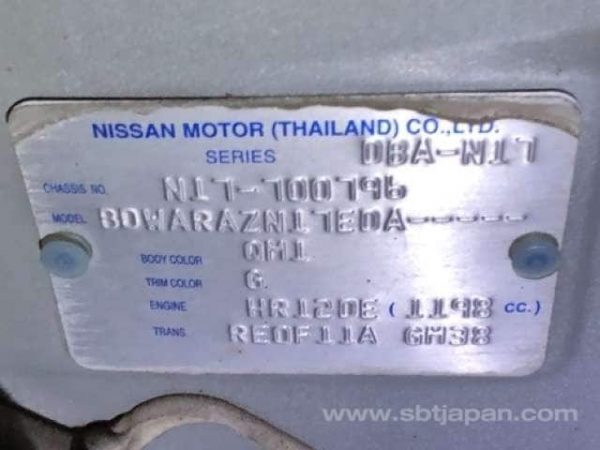 NISSAN MOTOR (THAILAND) CO.,LTD.
SERIES DBA-N17
CHASSIS NO. N17-700796
MODEL BDWARAZN17EDA-----
BODY COLOR QM1
TRIM COLOR G
ENGINE HR12DE ( 1198 CC.)
TRANS. RE0F11A GM38
www.sbtjapan.com